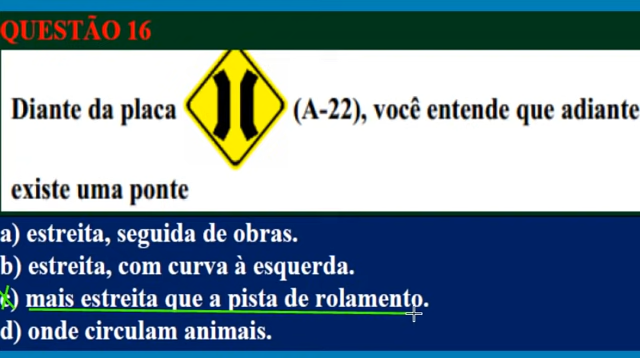 QUESTÃO 16
Diante da placa (A-22), você entende que adiante
existe uma ponte
a) estreita, seguida de obras.
b) estreita, com curva à esquerda.
c) mais estreita que a pista de rolamento.
d) onde circulam animais.